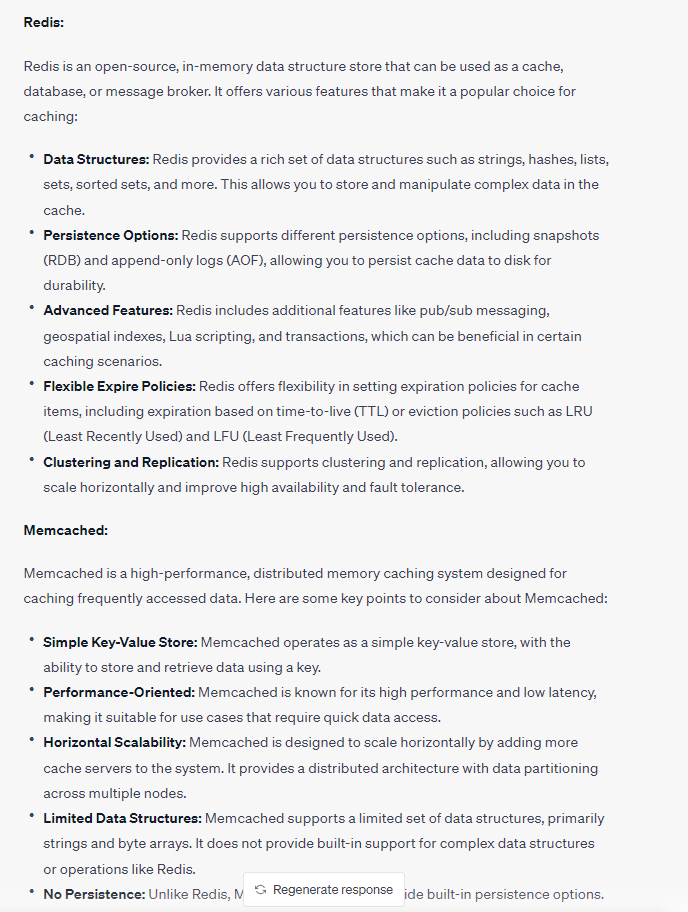 Redis:
Redis is an open-source, in-memory data structure store that can be used as a cache,
database, or message broker. It offers various features that make it a popular choice for
caching:
• Data Structures: Redis provides a rich set of data structures such as strings, hashes, lists,
sets, sorted sets, and more. This allows you to store and manipulate complex data in the
cache.
• Persistence Options: Redis supports different persistence options, including snapshots
(RDB) and append-only logs (AOF), allowing you to persist cache data to disk for
durability.
• Advanced Features: Redis includes additional features like pub/sub messaging,
geospatial indexes, Lua scripting, and transactions, which can be beneficial in certain
caching scenarios.
• Flexible Expire Policies: Redis offers flexibility in setting expiration policies for cache
items, including expiration based on time-to-live (TTL) or eviction policies such as LRU
(Least Recently Used) and LFU (Least Frequently Used).
• Clustering and Replication: Redis supports clustering and replication, allowing you to
scale horizontally and improve high availability and fault tolerance.
Memcached:
Memcached is a high-performance, distributed memory caching system designed for
caching frequently accessed data. Here are some key points to consider about Memcached:
• Simple Key-Value Store: Memcached operates as a simple key-value store, with the
ability to store and retrieve data using a key.
• Performance-Oriented: Memcached is known for its high performance and low latency,
making it suitable for use cases that require quick data access.
• Horizontal Scalability: Memcached is designed to scale horizontally by adding more
cache servers to the system. It provides a distributed architecture with data partitioning
across multiple nodes.
• Limited Data Structures: Memcached supports a limited set of data structures, primarily
strings and byte arrays. It does not provide built-in support for complex data structures
or operations like Redis.
• No Persistence: Unlike Redis, built-in persistence options.
Regenerate response